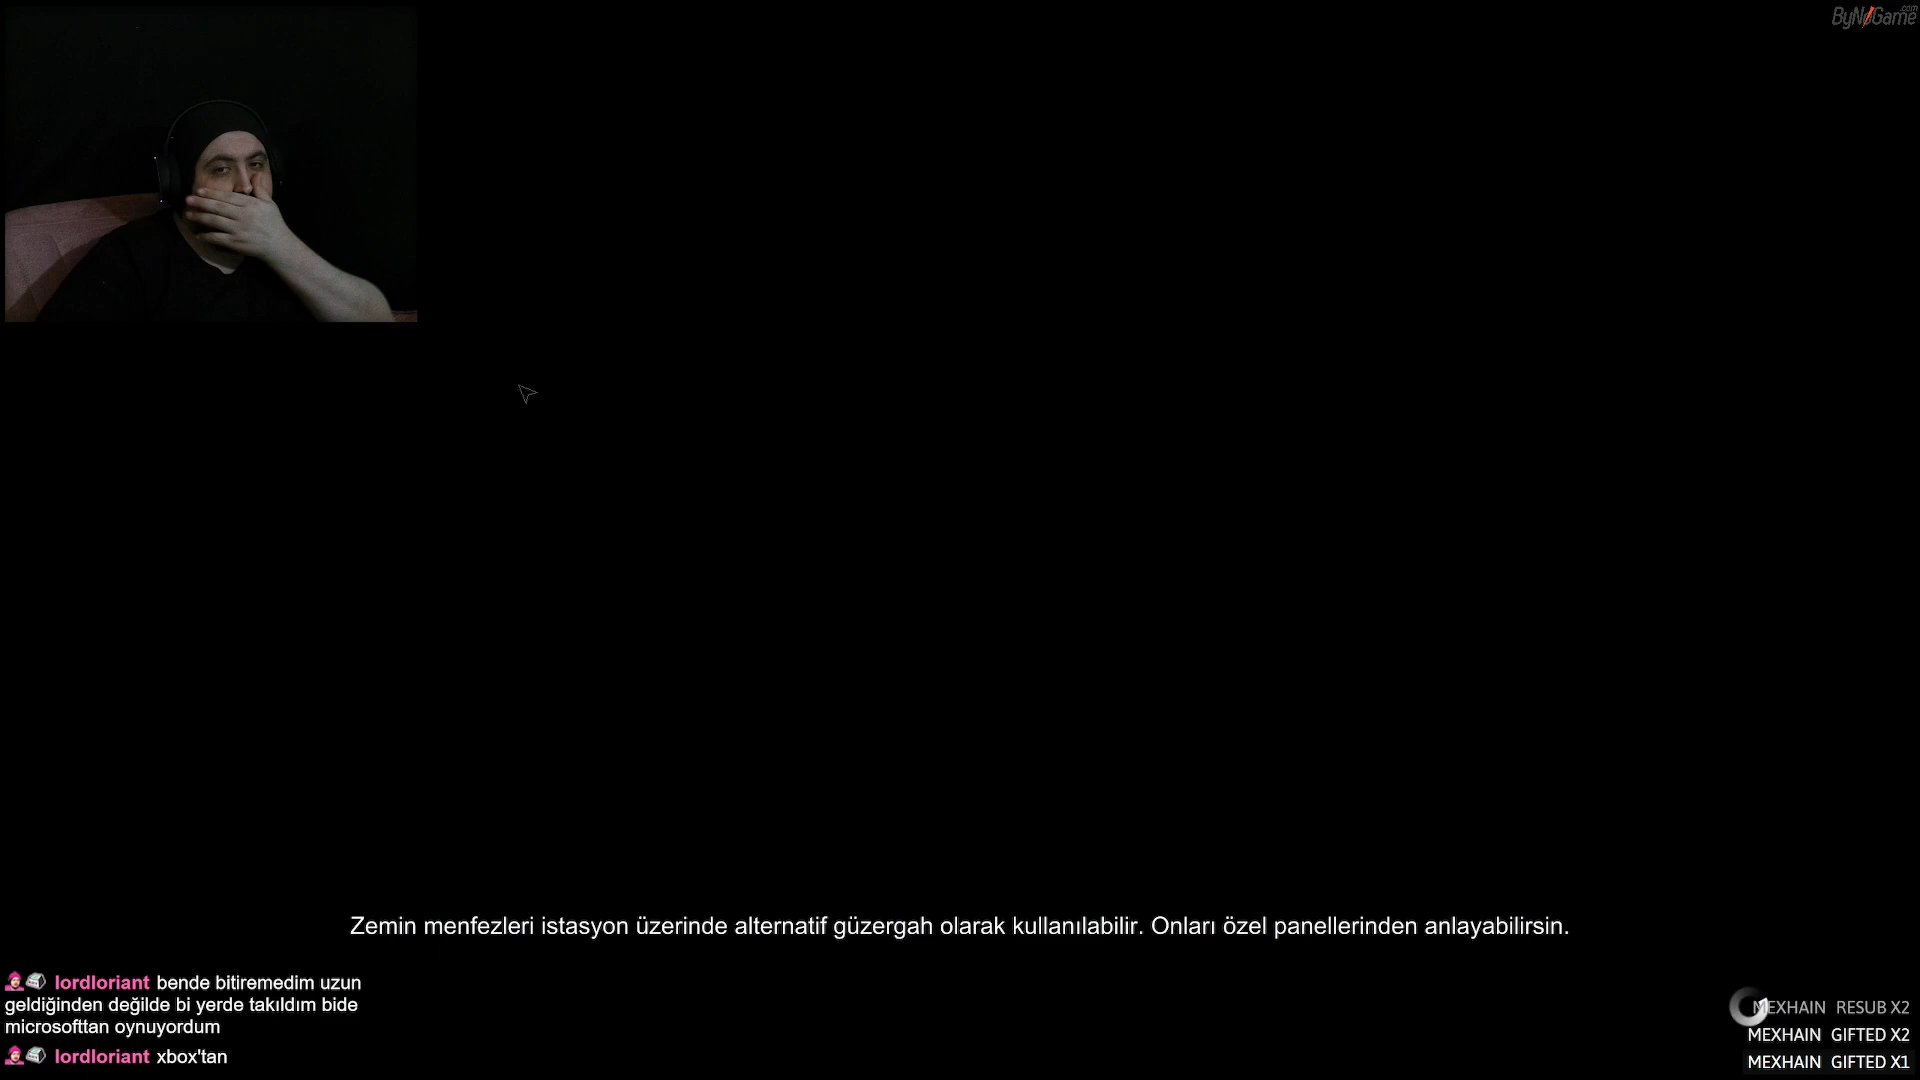 ByNoGame.com
Zemin menfezleri istasyon üzerinde alternatif güzergah olarak kullanılabilir. Onları özel panellerinden anlayabilirsin.
lordloriant bende bitiremedim uzun
geldiğinden değilde bi yerde takıldım bide
microsofttan oynuyordum
lordloriant xbox'tan
MEXHAIN RESUB X2
MEXHAIN GIFTED X2
MEXHAIN GIFTED X1